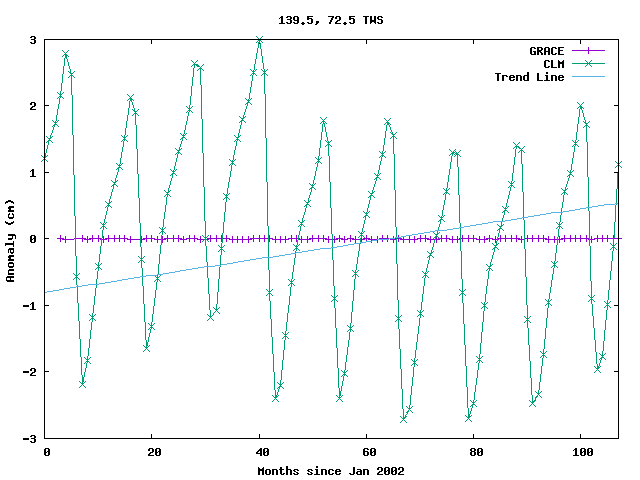 139.5, 72.5 TWS
GRACE
CLM
Trend Line
3
2
1
0
-1
-2
-3
Anomaly (cm)
0 20 40 60 80 100
Months since Jan 2002